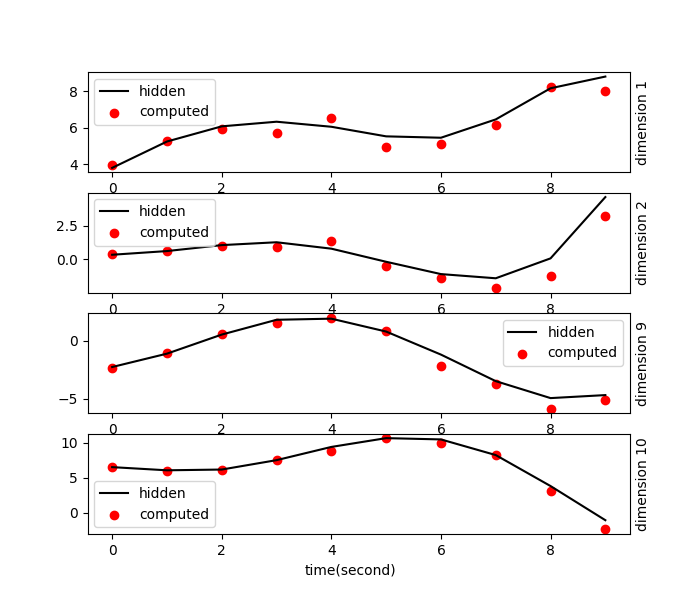 8
6
4
hidden
computed
0
2
4
6
8
dimension 1
2.5
0.0
hidden
computed
0
2
4
6
8
dimension 2
0
−5
hidden
computed
0
2
4
6
8
dimension 9
10
5
0
hidden
computed
0
2
4
6
8
dimension 10
time(second)